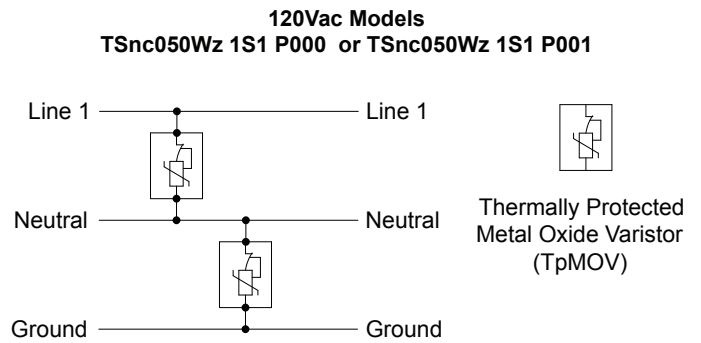 120Vac Models
TSnc050Wz 1S1 P000 or TSnc050Wz 1S1 P001
Line 1 Line 1
Neutral Neutral
Thermally Protected
Metal Oxide Varistor
(TpMOV)
Ground Ground